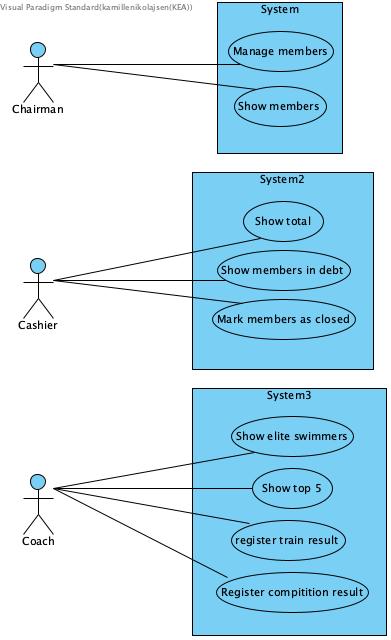 Visual Paradigm Standard(kamillenikolajsen(KEA))
System
Manage members
Show members
Chairman
System2
Show total
Show members in debt
Mark members as closed
Cashier
System3
Show elite swimmers
Show top 5
register train result
Register compitition result
Coach